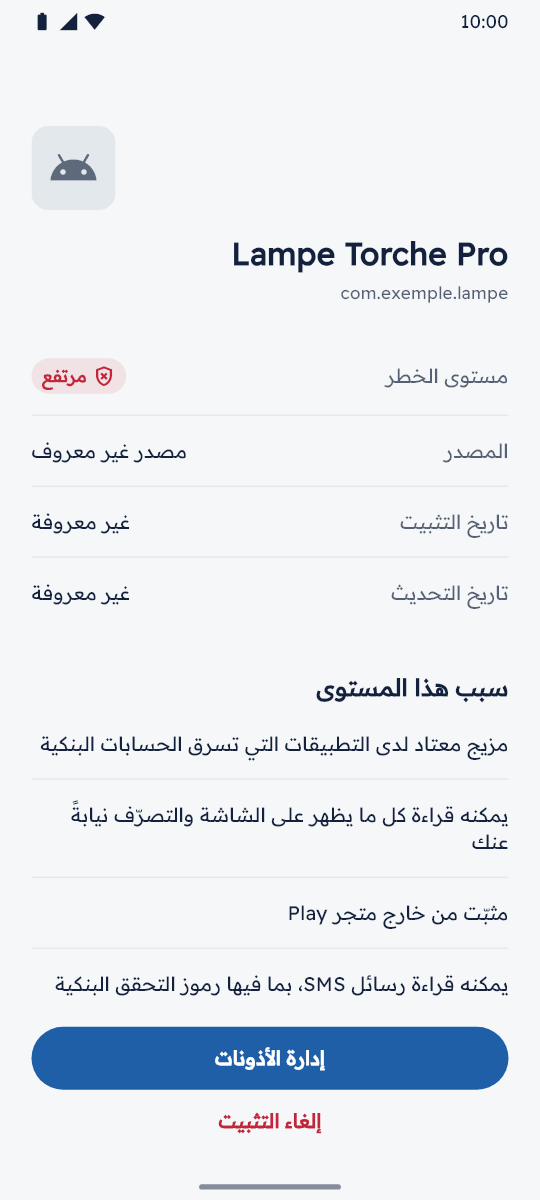 10:00
Lampe Torche Pro
com.exemple.lampe
مستوى الخطر
مرتفع
المصدر
مصدر غير معروف
تاريخ التثبيت
غير معروفة
تاريخ التحديث
غير معروفة
سبب هذا المستوى
مزيج معتاد لدى التطبيقات التي تسرق الحسابات البنكية
يمكنه قراءة كل ما يظهر على الشاشة والتصرّف نيابةً
عنك
مثبّت من خارج متجر Play
يمكنه قراءة رسائل SMS، بما فيها رموز التحقق البنكية
إدارة الأذونات
إلغاء التثبيت